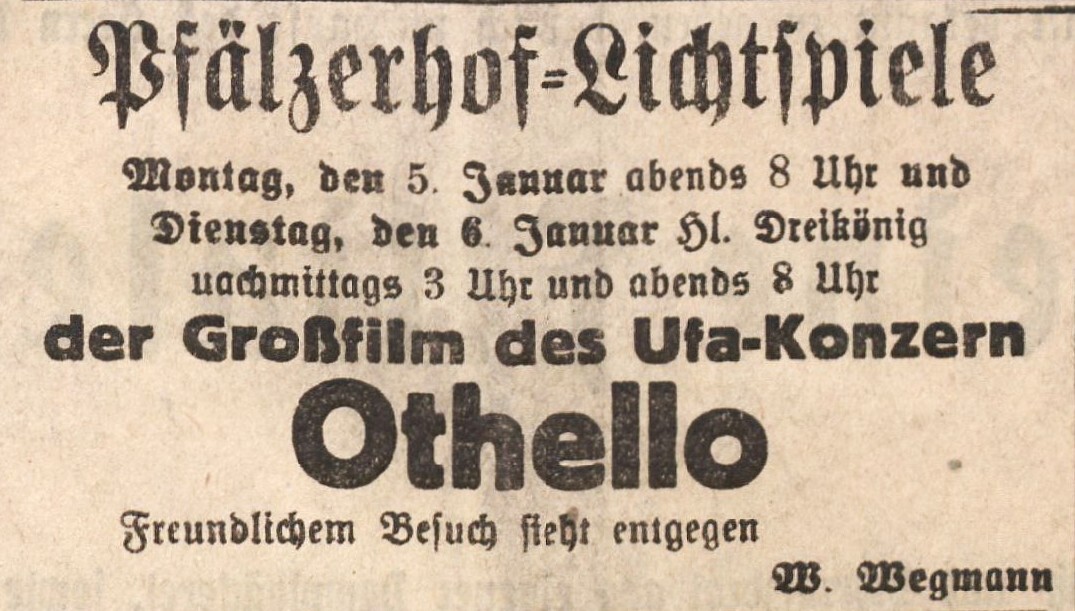 Pfälzerhof-Lichtspiele
Montag, den 5. Januar abends 8 Uhr und
Dienstag, den 6. Januar Hl. Dreikönig
uachmittags 3 Uhr und abends 8 Uhr
der Großfilm des Ufa-Konzern
Othello
Freundlichem Besuch sieht entgegen
W. Wegmann